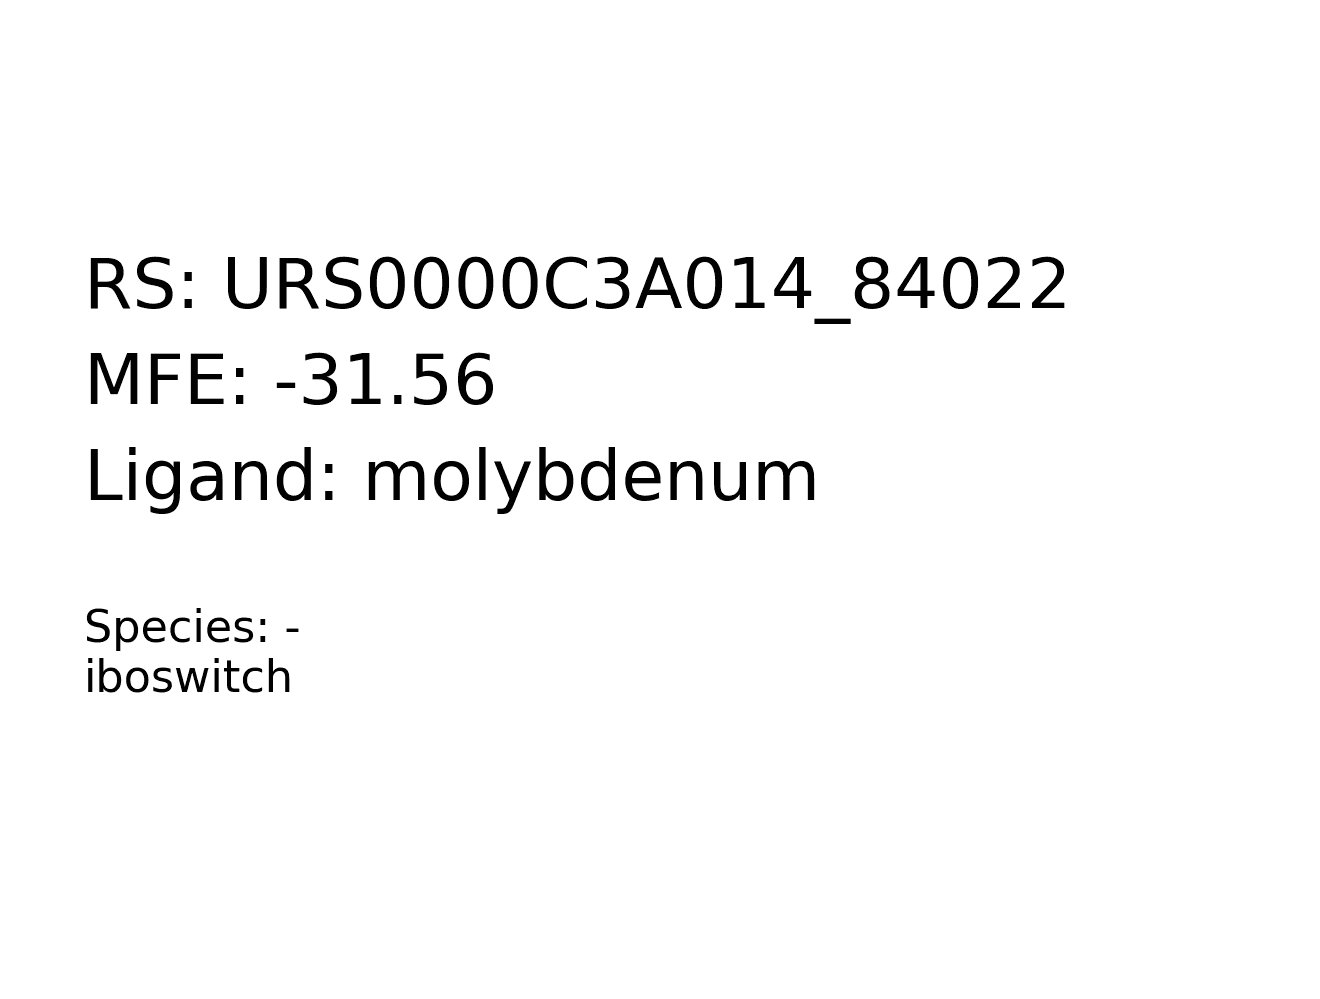 RS: URS0000C3A014_84022
MFE: -31.56
Ligand: molybdenum
Species: -
iboswitch